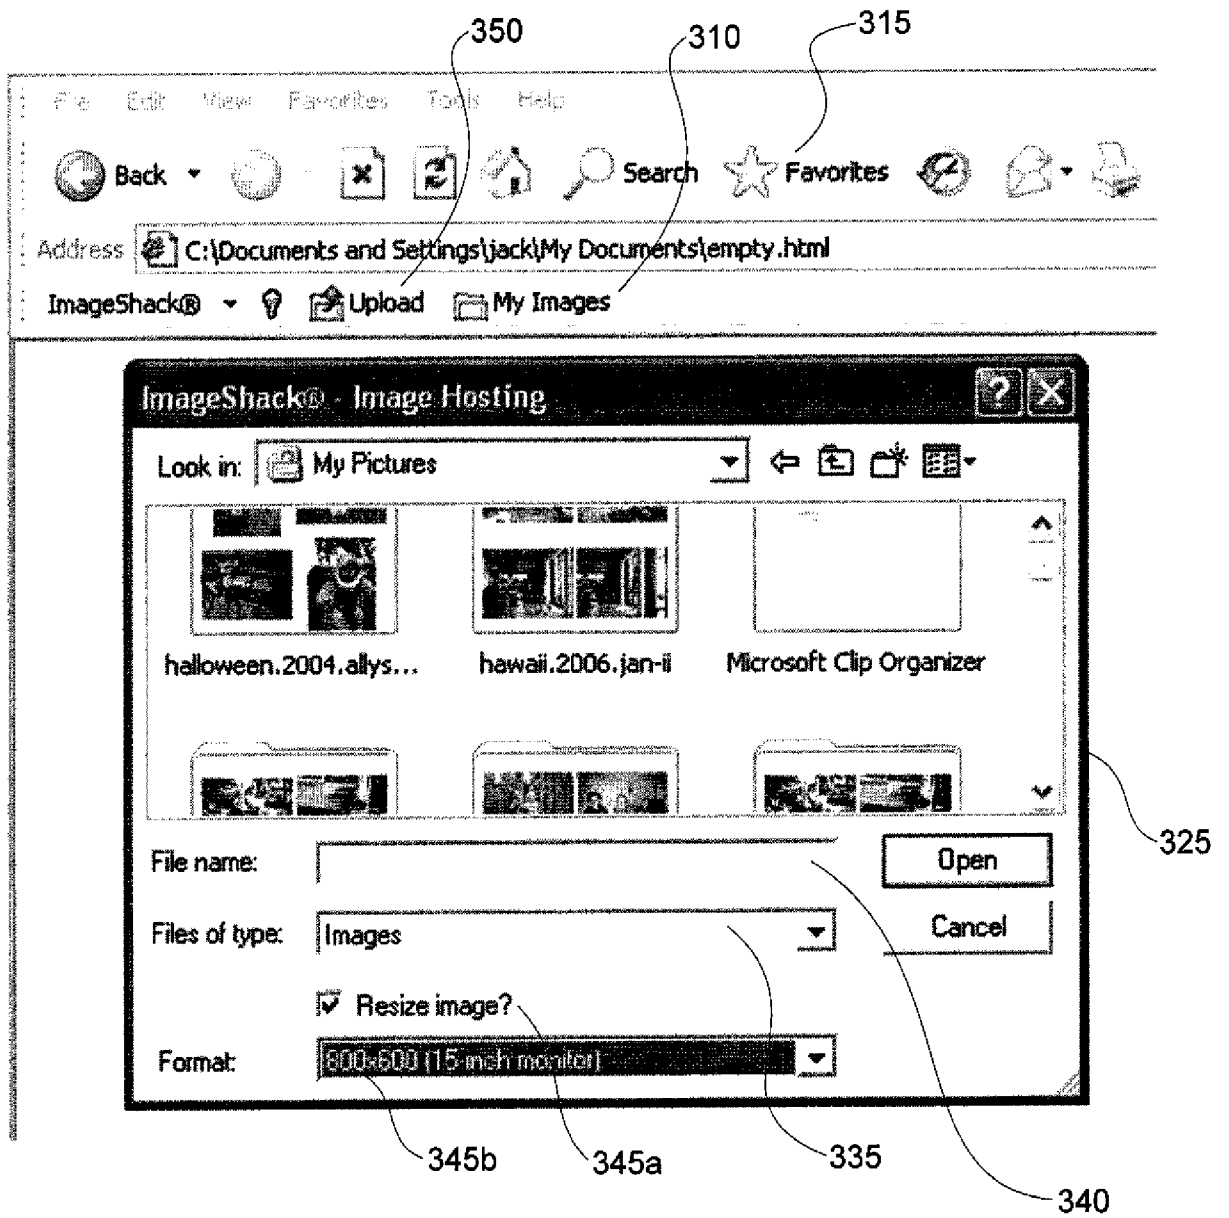 350
310
315
File Edit View Favorites Tools Help
Back Search Favorites
Address C:\Documents and Settings\jack\My Documents\empty.html
ImageShack® Upload My Images
ImageShack® - Image Hosting
Look in: My Pictures
halloween.2004.allys... hawaii.2006.jan-ii Microsoft Clip Organizer
325
File name: Open
Files of type: Images Cancel
Resize image?
Format: 800x600 (15-inch monitor)
345b
345a
335
340